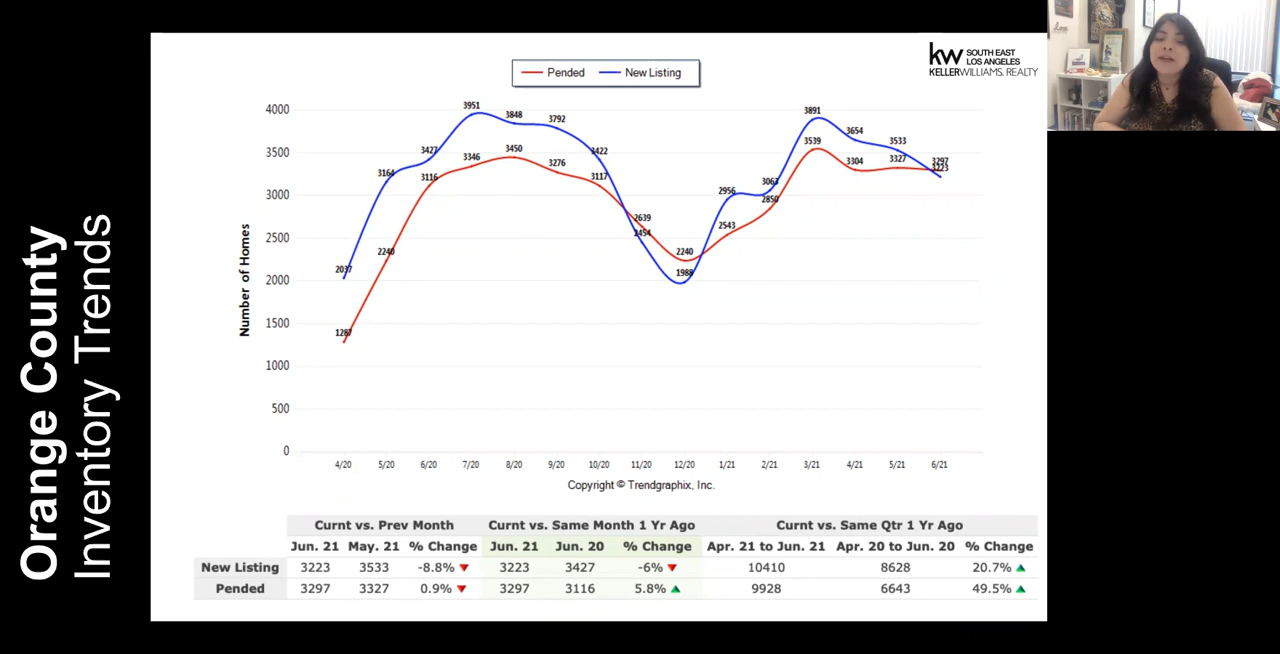 Orange County
Inventory Trends
kw SOUTH EAST
LOS ANGELES
KELLERWILLIAMS. REALTY
Pended New Listing
Number of Homes
4000
3500
3000
2500
2000
1500
1000
500
0
2037 3164 3427 3951 3848 3792 3422 2454 1988 2956 3063 3891 3654 3533 3223
1287 2240 3116 3346 3450 3276 3117 2639 2240 2543 2850 3539 3304 3327 3297
4/20 5/20 6/20 7/20 8/20 9/20 10/20 11/20 12/20 1/21 2/21 3/21 4/21 5/21 6/21
Copyright © Trendgraphix, Inc.
Curnt vs. Prev Month Curnt vs. Same Month 1 Yr Ago Curnt vs. Same Qtr 1 Yr Ago
Jun. 21 May. 21 % Change Jun. 21 Jun. 20 % Change Apr. 21 to Jun. 21 Apr. 20 to Jun. 20 % Change
New Listing 3223 3533 -8.8% 3223 3427 -6% 10410 8628 20.7%
Pended 3297 3327 0.9% 3297 3116 5.8% 9928 6643 49.5%